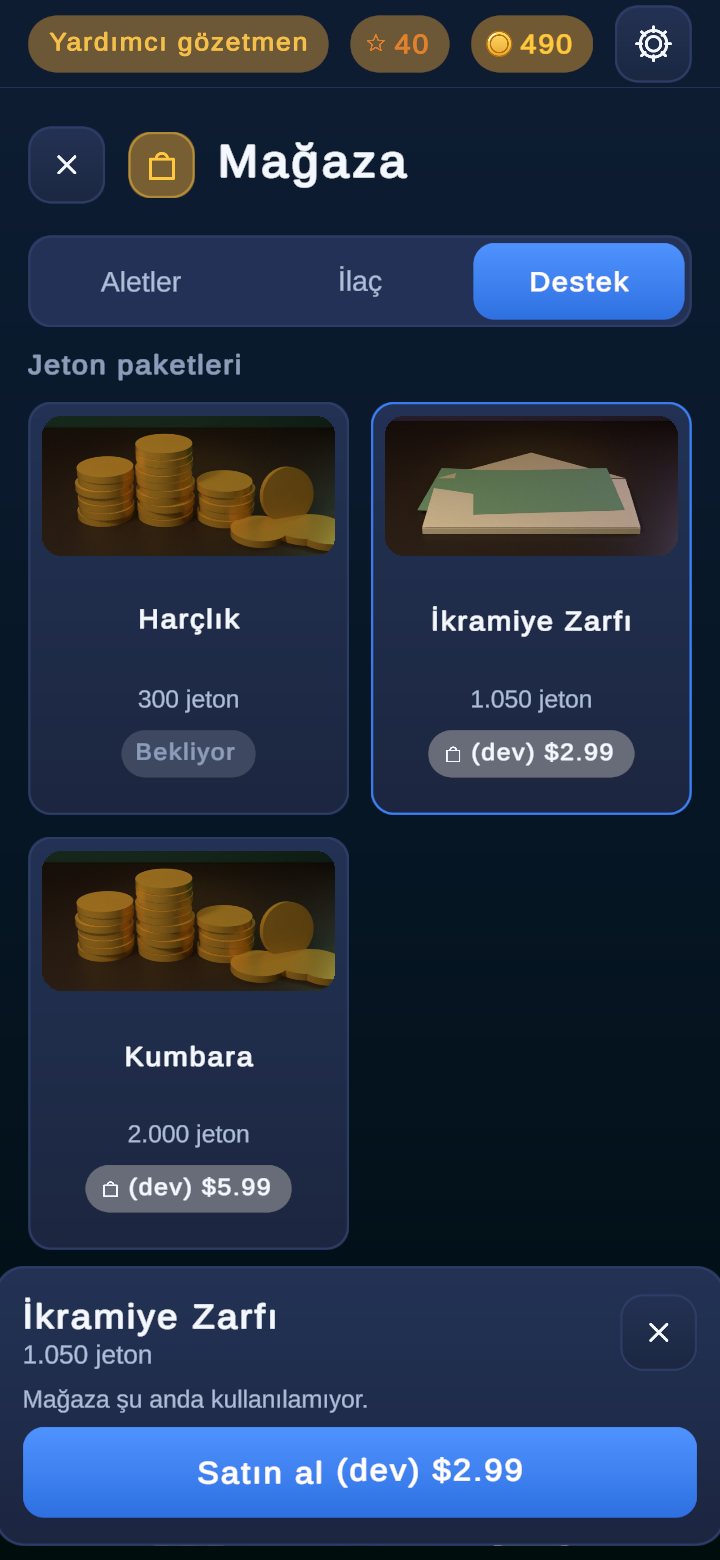 Yardımcı gözetmen
40
490
Mağaza
Aletler
İlaç
Destek
Jeton paketleri
Harçlık
300 jeton
Bekliyor
İkramiye Zarfı
1.050 jeton
(dev) $2.99
Kumbara
2.000 jeton
(dev) $5.99
İkramiye Zarfı
1.050 jeton
Mağaza şu anda kullanılamıyor.
Satın al (dev) $2.99